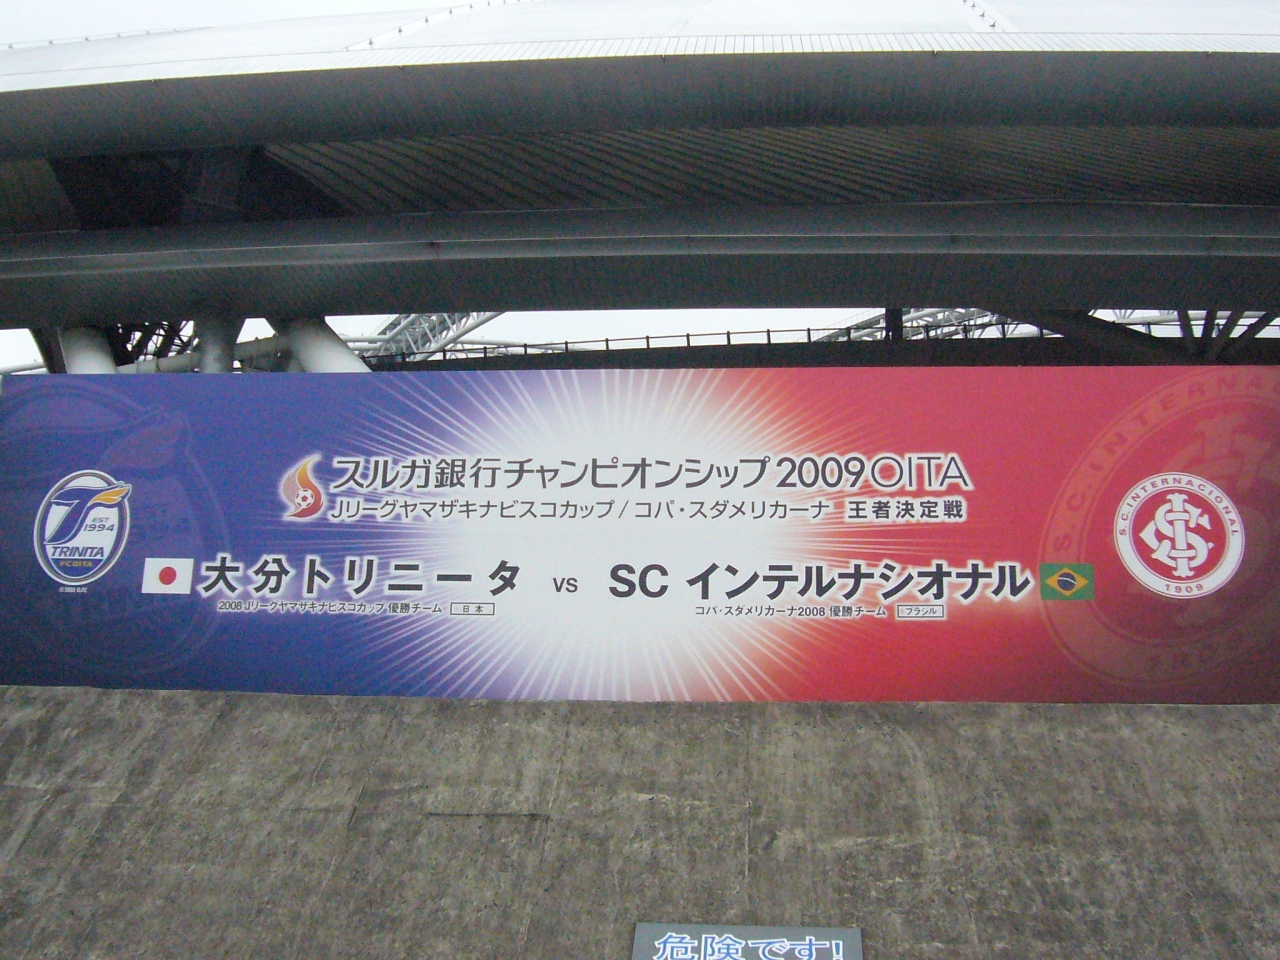 スルガ銀行チャンピオンシップ2009OITA
Jリーグヤマザキナビスコカップ/コパ・スダメリカーナ 王者決定戦
EST 1994
TRINITA
FC OITA
大分トリニータ vs SC インテルナシオナル
2008 Jリーグヤマザキナビスコカップ 優勝チーム 日本
コパ・スダメリカーナ2008 優勝チーム ブラジル
S.C. INTERNACIONAL
1909
S.C. INTERNA
危険です!